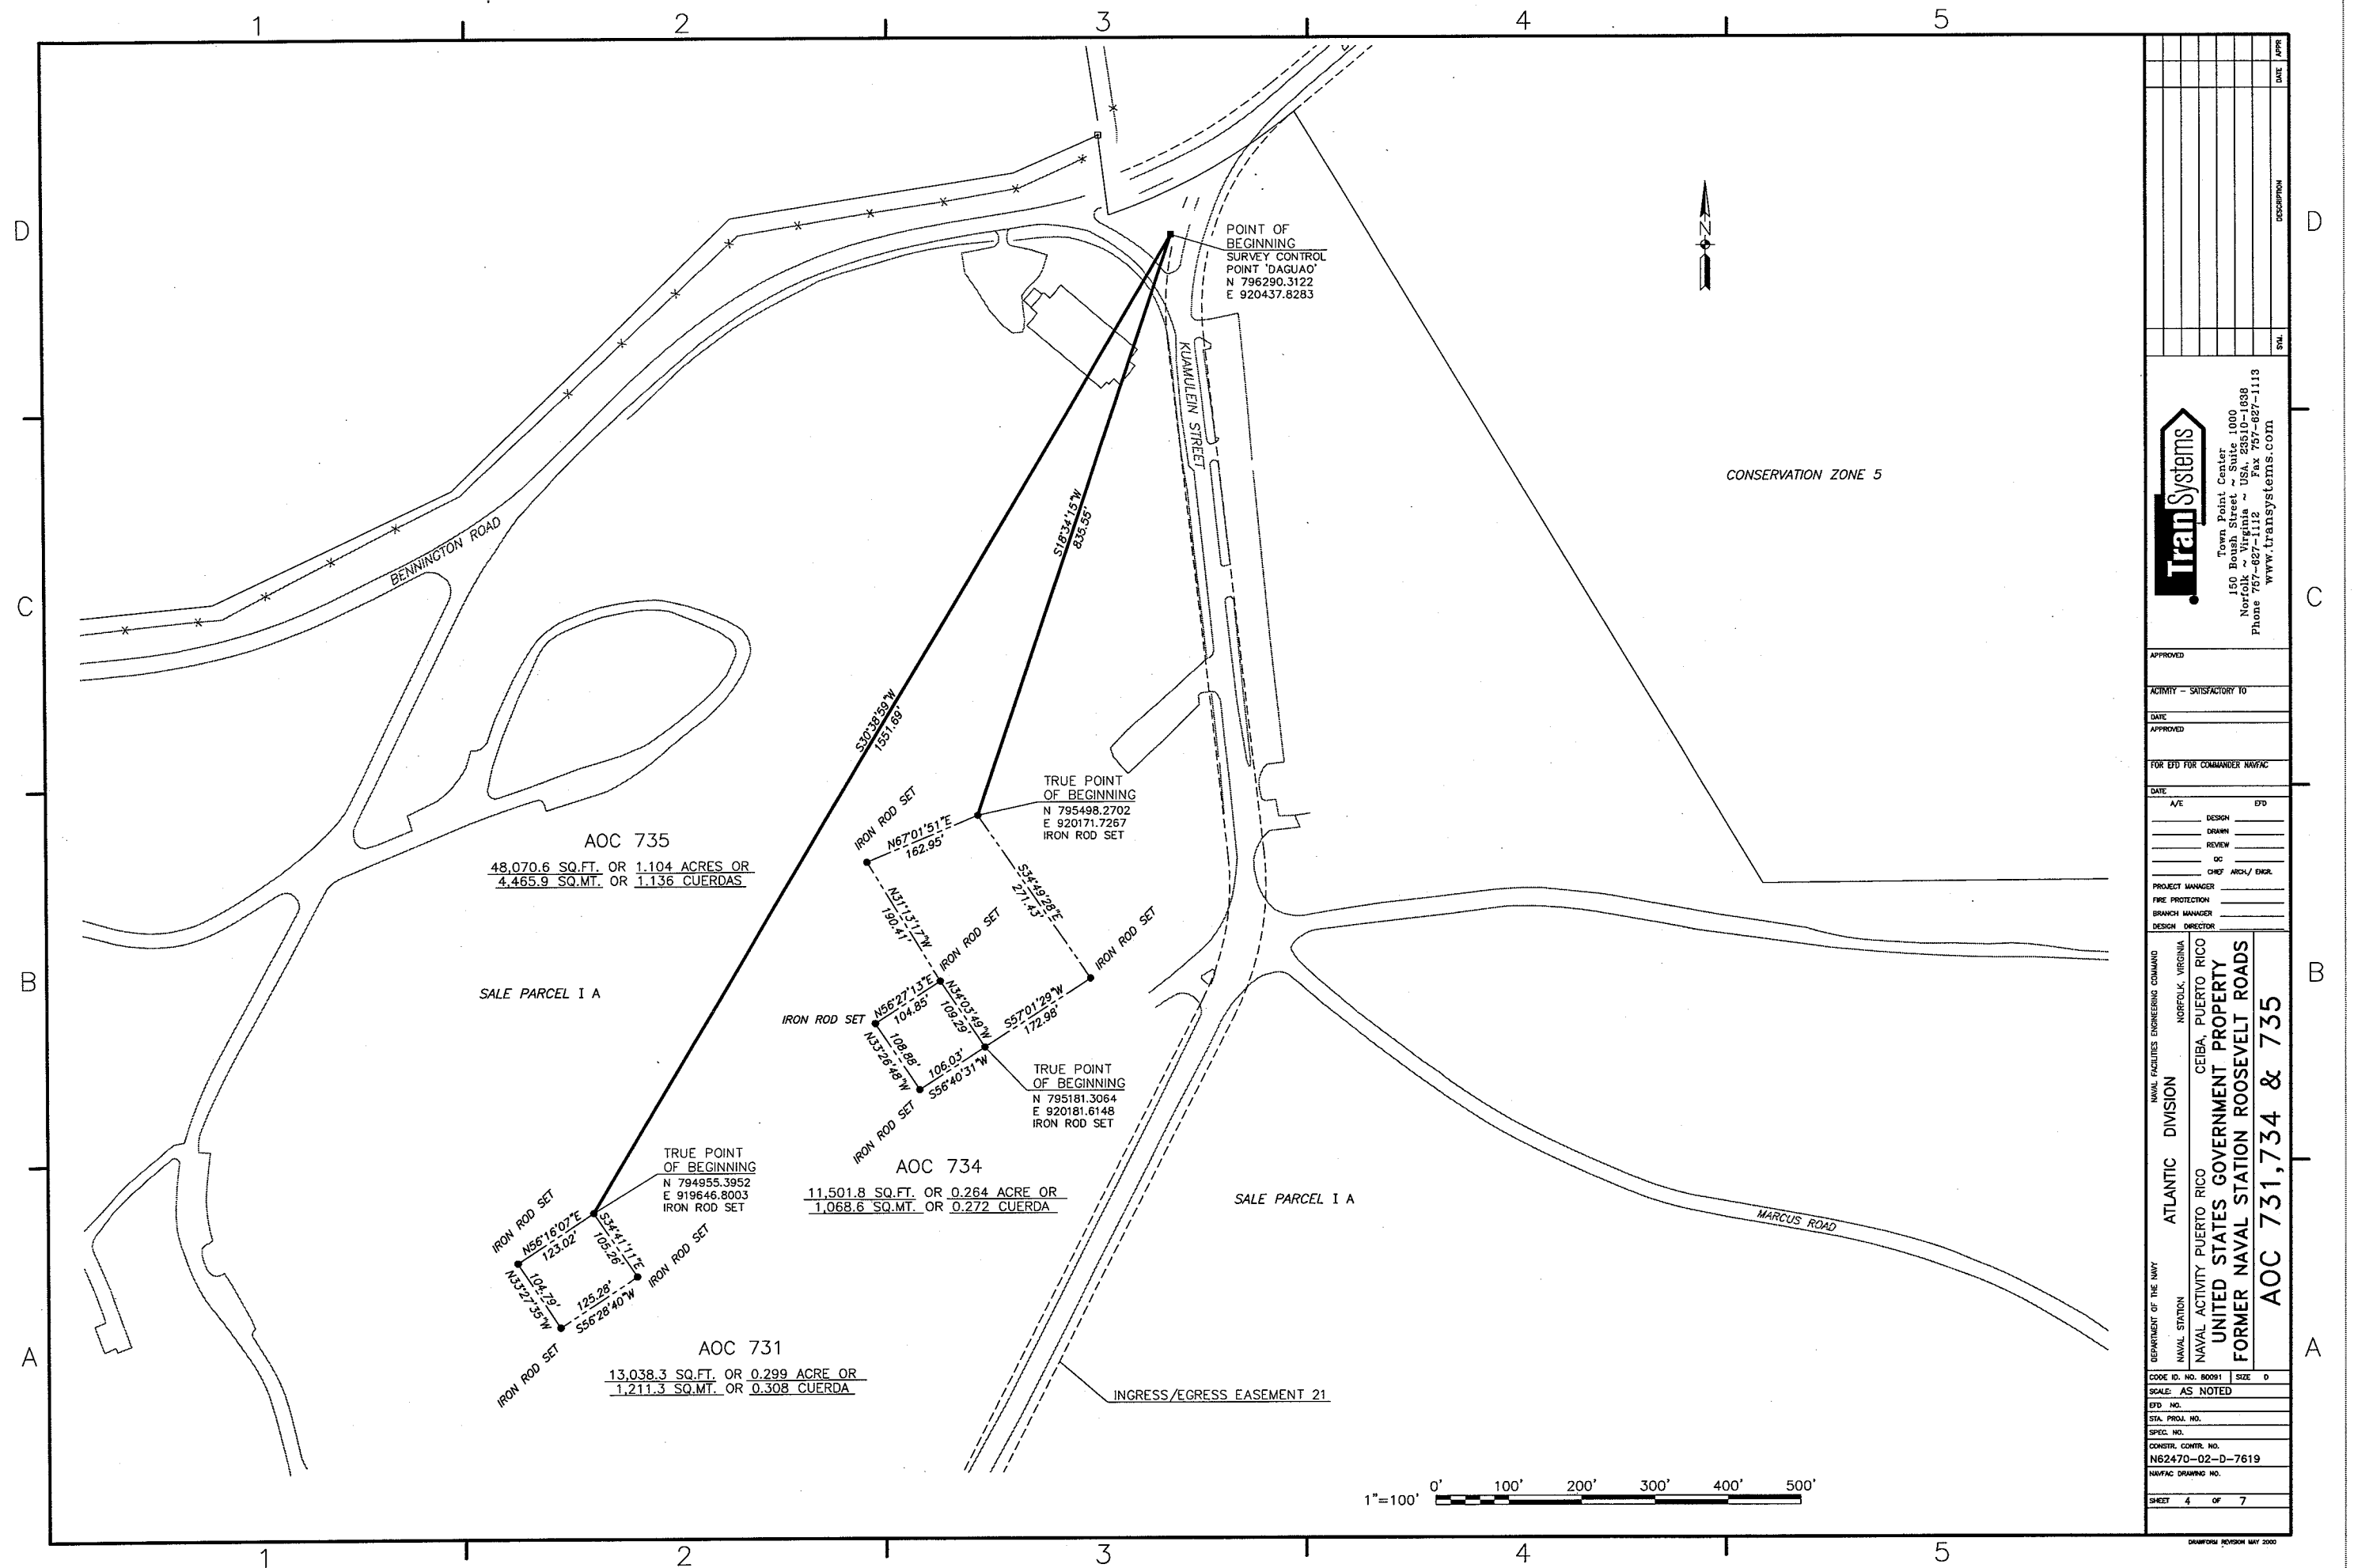 1 2 3 4 5
D
C
B
A
POINT OF
BEGINNING
SURVEY CONTROL
POINT 'DAGUAO'
N 796290.3122
E 920437.8283
N
KUAMULEIN STREET
CONSERVATION ZONE 5
BENNINGTON ROAD
S18°34'15"W
835.55'
S30°38'59"W
1551.69'
TRUE POINT
OF BEGINNING
N 795498.2702
E 920171.7267
IRON ROD SET
IRON ROD SET
N67°01'51"E
162.95'
AOC 735
48,070.6 SQ.FT. OR 1.104 ACRES OR
4,465.9 SQ.MT. OR 1.136 CUERDAS
S34°49'28"E
271.43'
N31°13'17"W
190.41'
IRON ROD SET
IRON ROD SET
SALE PARCEL I A
N56°27'13"E
104.85'
N34°03'49"W
109.29'
S57°01'29"W
172.98'
IRON ROD SET
108.88'
N33°26'48"W
106.03'
S56°40'31"W
IRON ROD SET
TRUE POINT
OF BEGINNING
N 795181.3064
E 920181.6148
IRON ROD SET
AOC 734
11,501.8 SQ.FT. OR 0.264 ACRE OR
1,068.6 SQ.MT. OR 0.272 CUERDA
TRUE POINT
OF BEGINNING
N 794955.3952
E 919646.8003
IRON ROD SET
SALE PARCEL I A
MARCUS ROAD
IRON ROD SET
N56°16'07"E
123.02'
S34°41'11"E
105.26'
IRON ROD SET
104.79'
N33°27'35"W
125.28'
S56°28'40"W
IRON ROD SET
AOC 731
13,038.3 SQ.FT. OR 0.299 ACRE OR
1,211.3 SQ.MT. OR 0.308 CUERDA
INGRESS/EGRESS EASEMENT 21
1"=100'
0' 100' 200' 300' 400' 500'
1 2 3 4 5
D
C
B
A
SYM. DESCRIPTION DATE APPR
TranSystems
Town Point Center
150 Boush Street ~ Suite 1000
Norfolk ~ Virginia ~ USA, 23510-1638
Phone 757-627-1112 Fax 757-627-1113
www.transystems.com
APPROVED
ACTIVITY - SATISFACTORY TO
DATE
APPROVED
FOR EFD FOR COMMANDER NAVFAC
DATE
A/E EFD
DESIGN
DRAWN
REVIEW
QC
CHIEF ARCH./ ENGR.
PROJECT MANAGER
FIRE PROTECTION
BRANCH MANAGER
DESIGN DIRECTOR
DEPARTMENT OF THE NAVY NAVAL FACILITIES ENGINEERING COMMAND
ATLANTIC DIVISION
NAVAL STATION NORFOLK, VIRGINIA
NAVAL ACTIVITY PUERTO RICO CEIBA, PUERTO RICO
UNITED STATES GOVERNMENT PROPERTY
FORMER NAVAL STATION ROOSEVELT ROADS
AOC 731,734 & 735
CODE ID. NO. 80091 SIZE D
SCALE: AS NOTED
EFD NO.
STA. PROJ. NO.
SPEC. NO.
CONSTR. CONTR. NO.
N62470-02-D-7619
NAVFAC DRAWING NO.
SHEET 4 OF 7
DRAWFORM REVISION MAY 2000